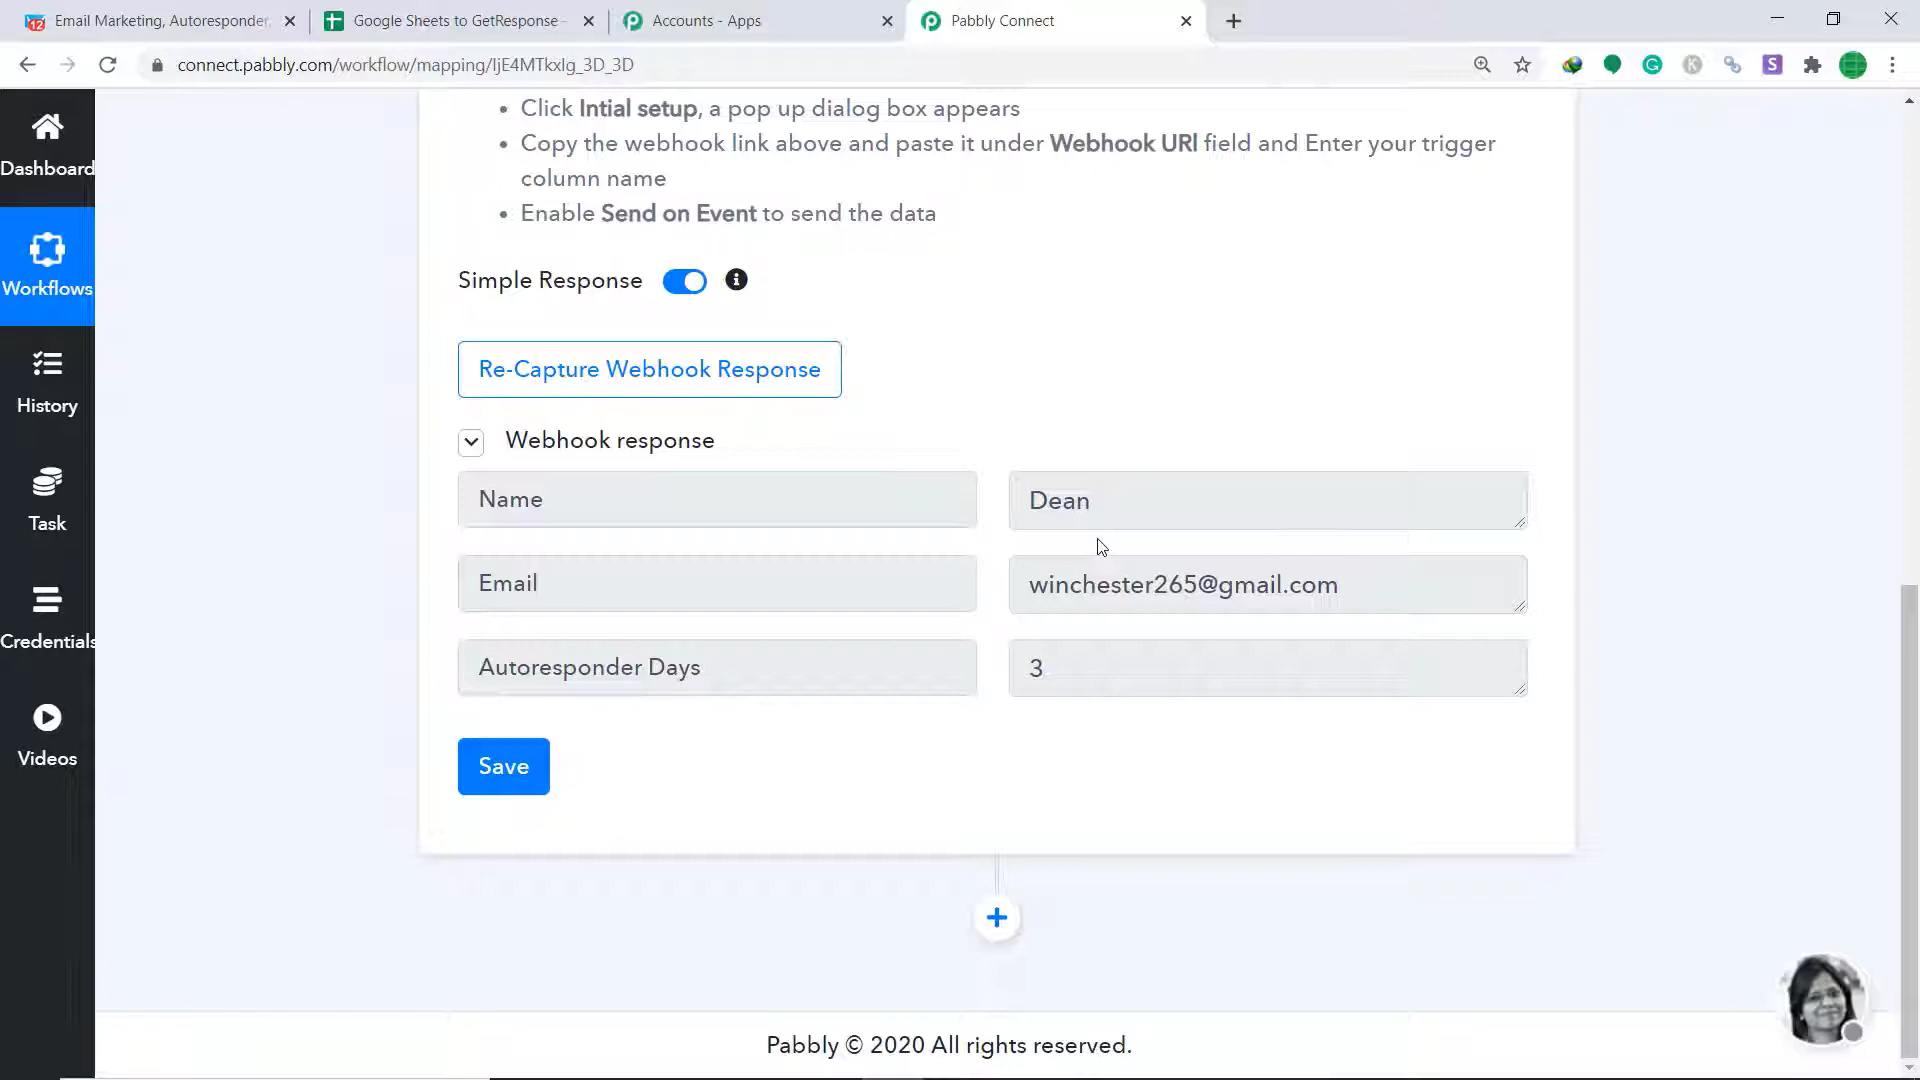 12
Email Marketing, Autoresponder,
Google Sheets to GetResponse -
Accounts - Apps
Pabbly Connect
connect.pabbly.com/workflow/mapping/IjE4MTkxIg_3D_3D
Dashboard
Workflows
History
Task
Credentials
Videos
• Click Intial setup, a pop up dialog box appears
• Copy the webhook link above and paste it under Webhook URl field and Enter your trigger
column name
• Enable Send on Event to send the data
Simple Response
Re-Capture Webhook Response
Webhook response
Name
Dean
Email
winchester265@gmail.com
Autoresponder Days
3
Save
Pabbly © 2020 All rights reserved.